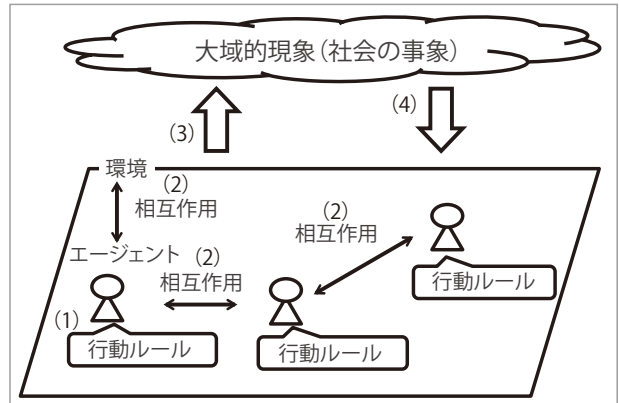 大域的現象(社会の事象)
(3)
(4)
環境
(2)
相互作用
(2)
相互作用
エージェント
(2)
相互作用
(1)
行動ルール
行動ルール
行動ルール